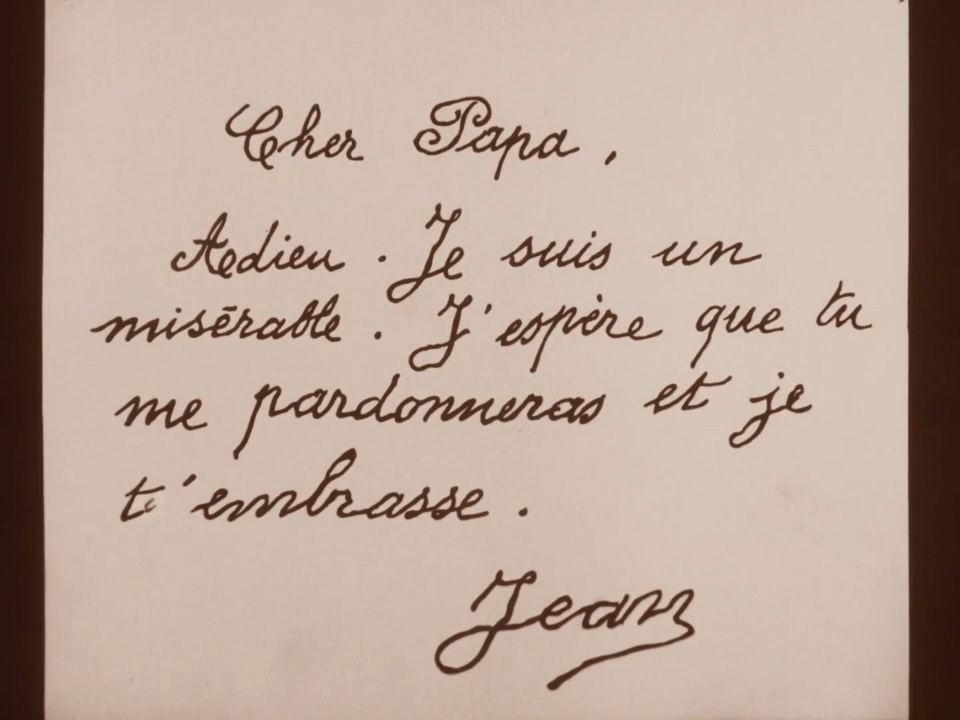 Cher Papa,
Adieu. Je suis un
misérable. J'espère que tu
me pardonneras et je
t'embrasse.
Jean